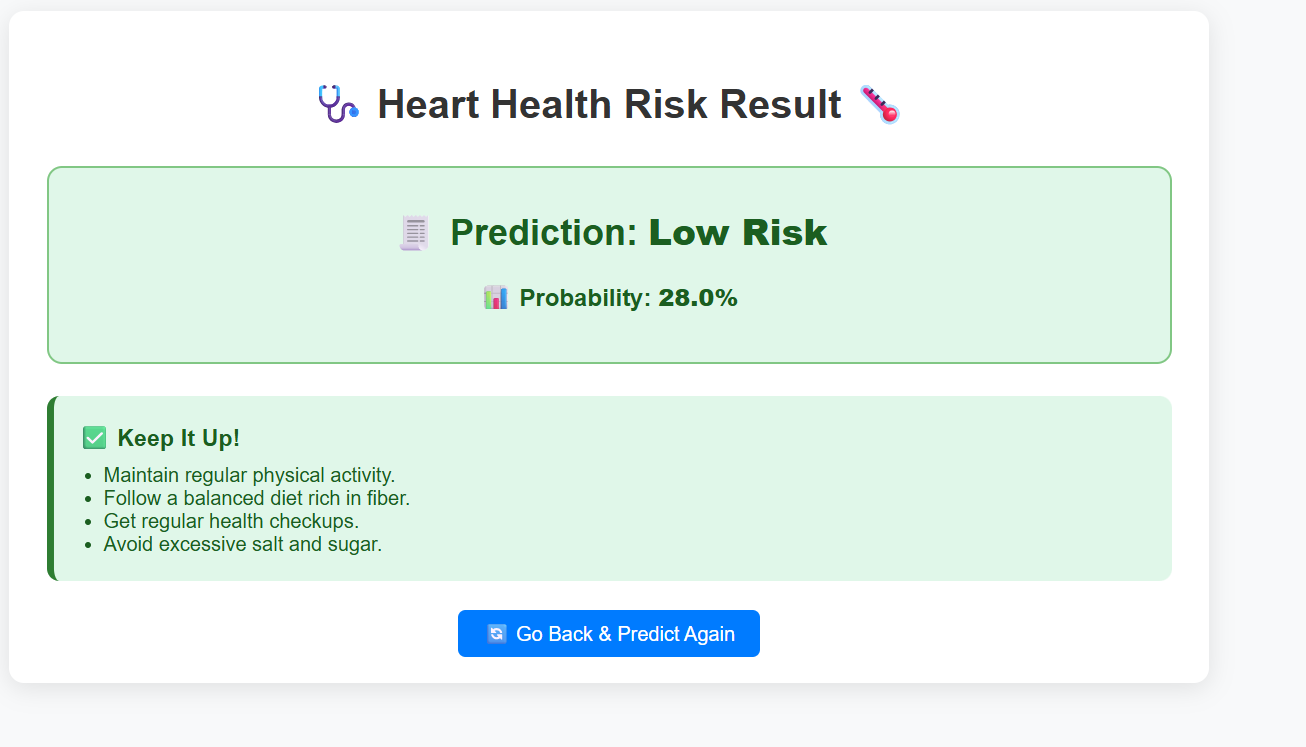 Heart Health Risk Result
Prediction: Low Risk
Probability: 28.0%
Keep It Up!
• Maintain regular physical activity.
• Follow a balanced diet rich in fiber.
• Get regular health checkups.
• Avoid excessive salt and sugar.
Go Back & Predict Again